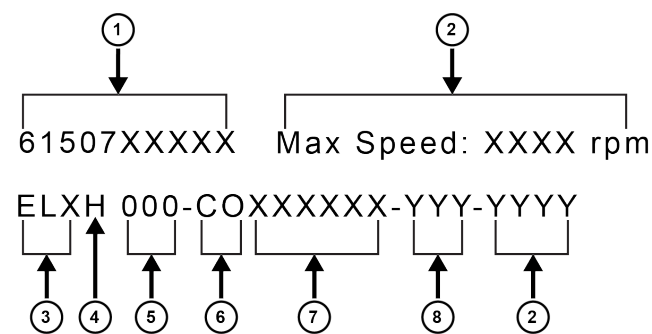 1 2
61507XXXXX Max Speed: XXXX rpm
ELXH 000-COXXXXXX-YYY-YYYY
3 4 5 6 7 8 2